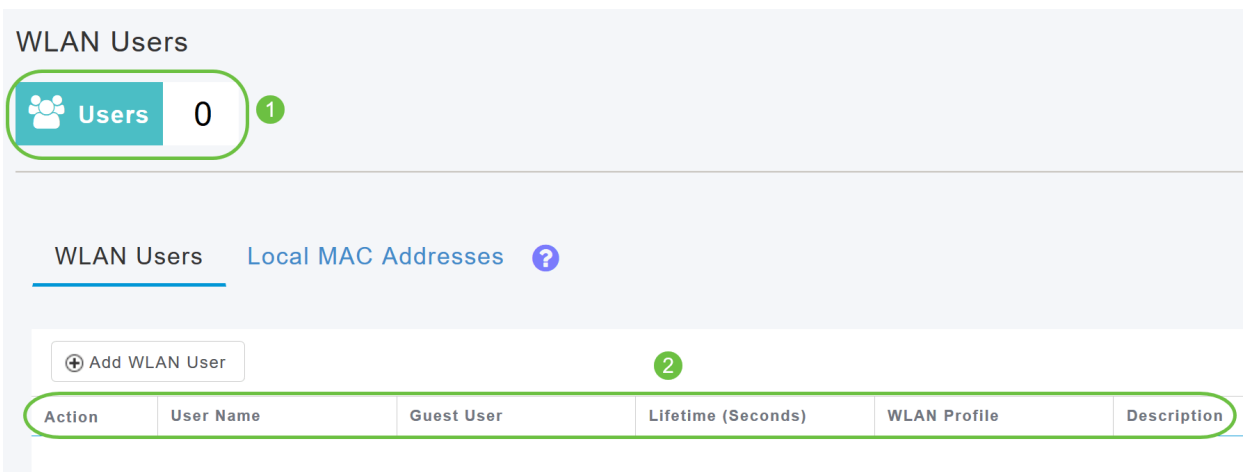 WLAN Users
Users 0 1
WLAN Users Local MAC Addresses ?
Add WLAN User 2
Action User Name Guest User Lifetime (Seconds) WLAN Profile Description